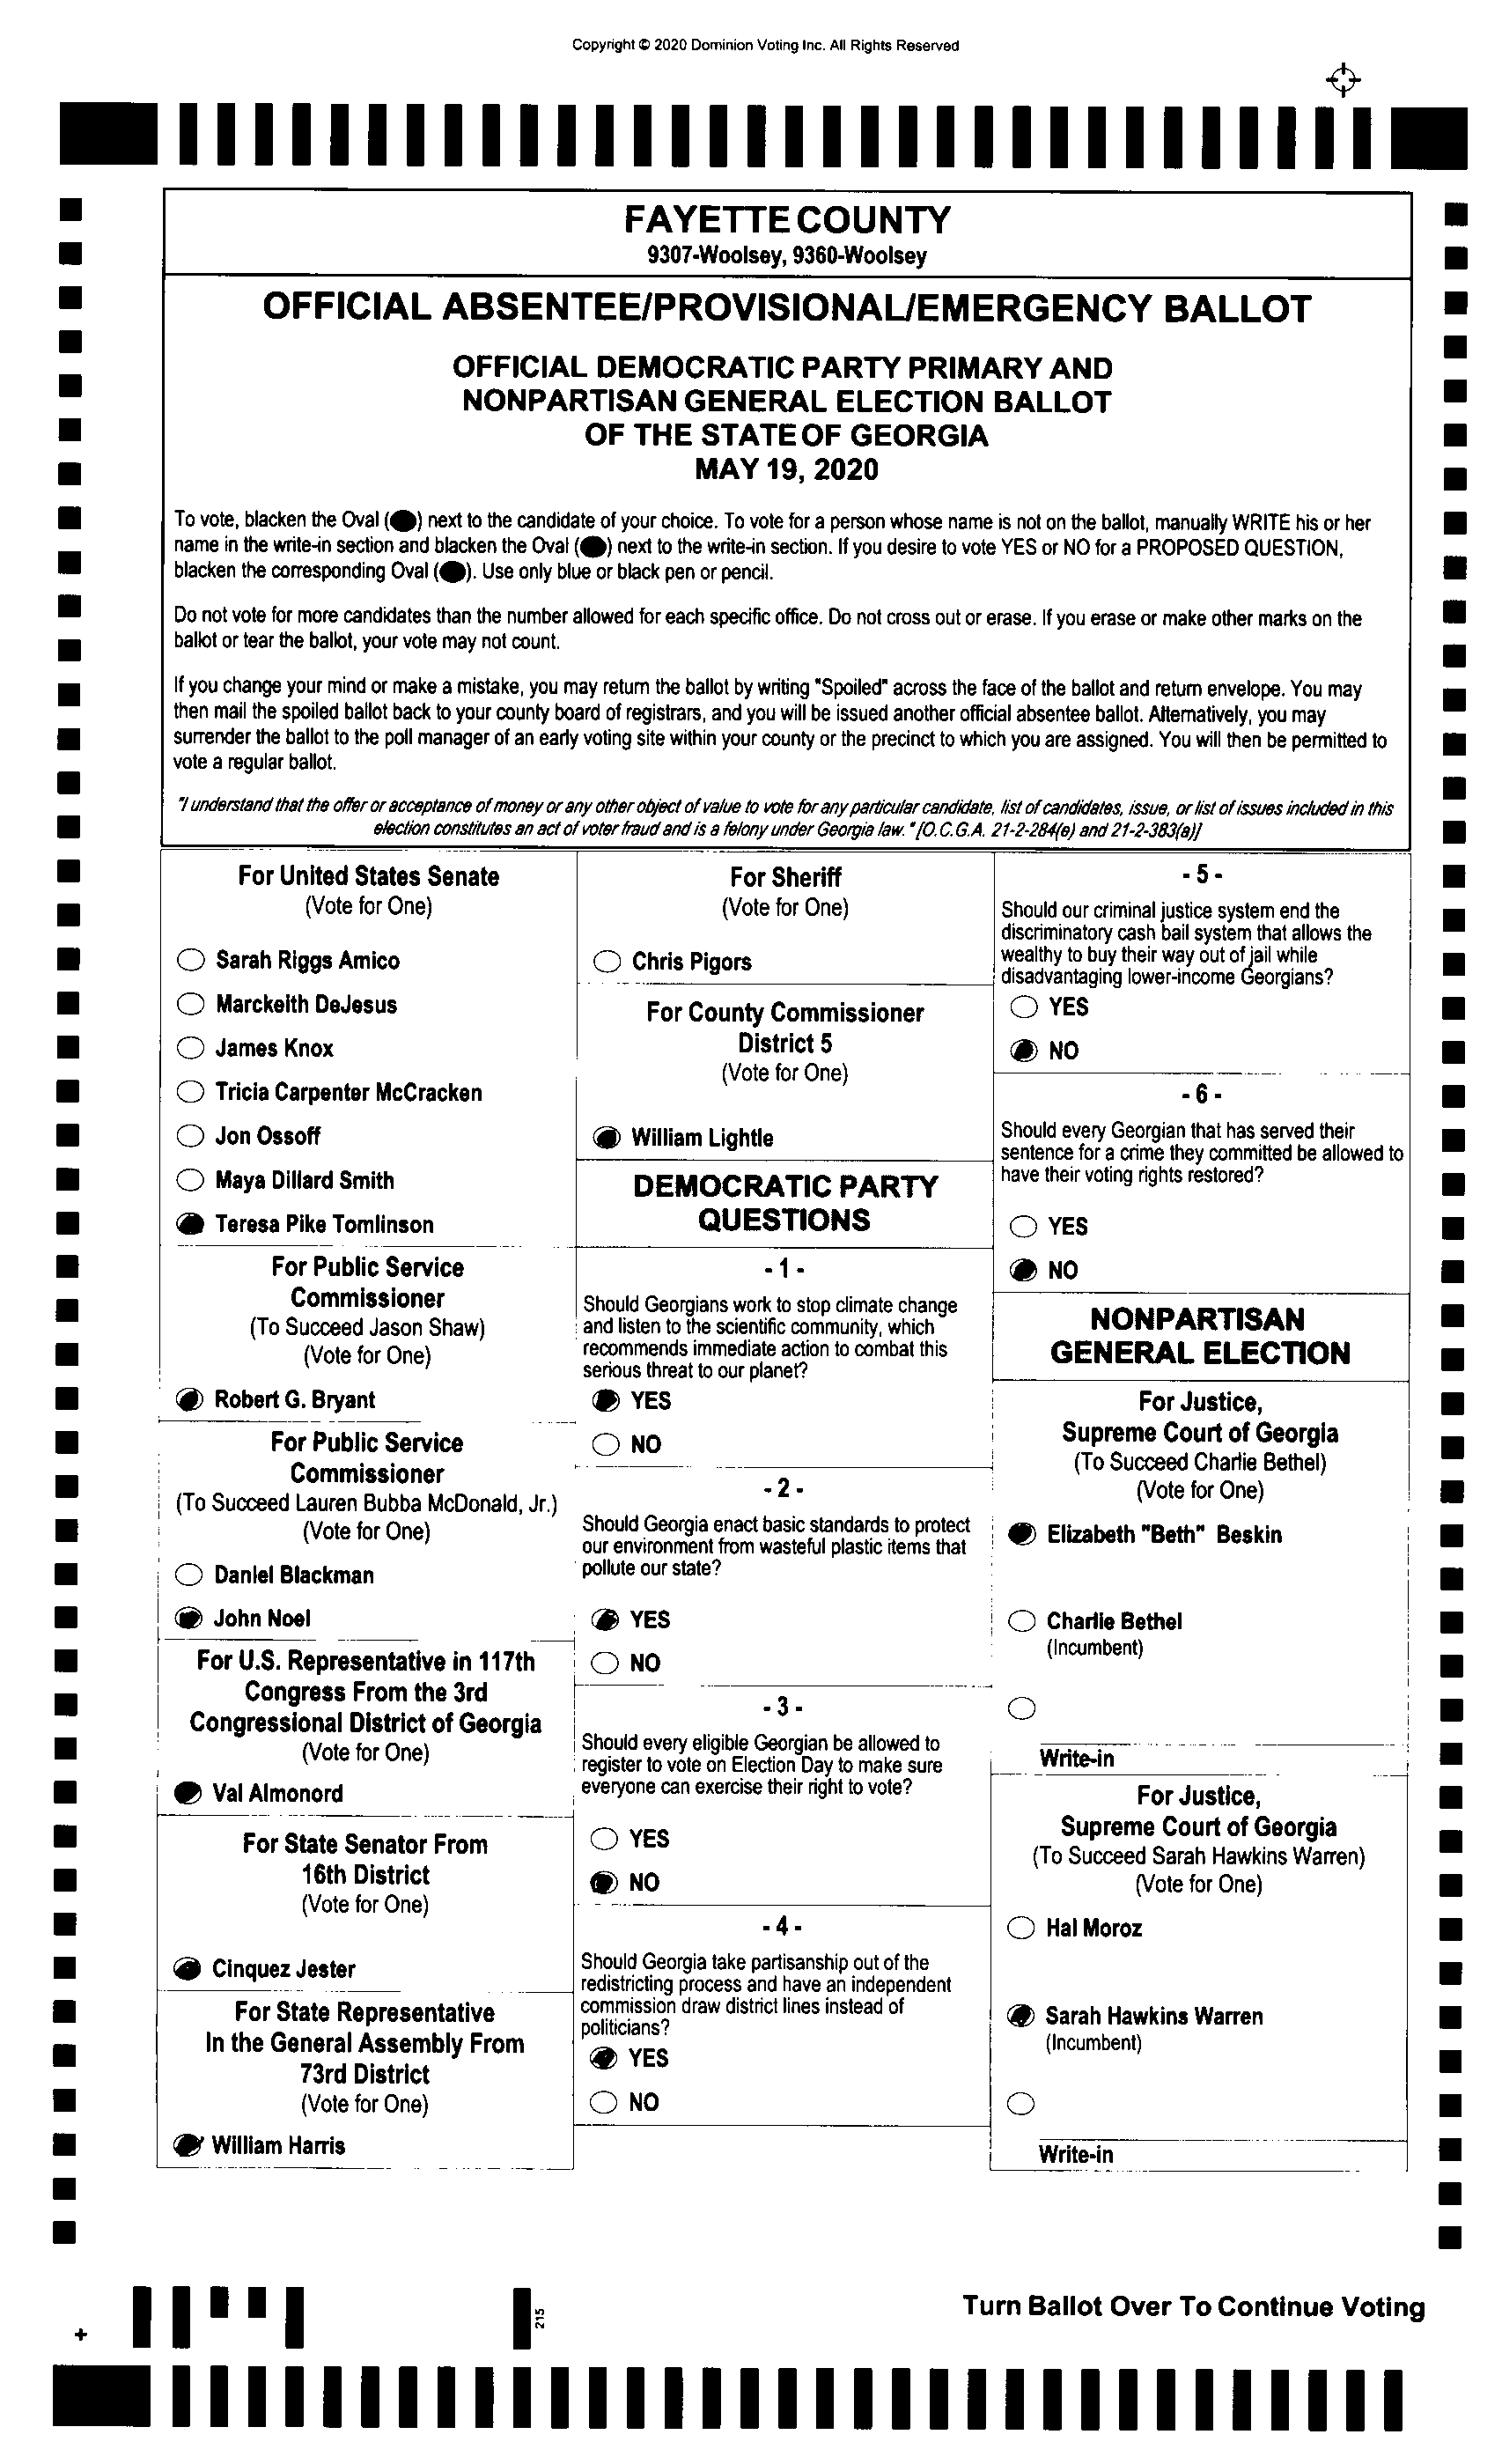 Copyright © 2020 Dominion Voting Inc. All Rights Reserved
FAYETTE COUNTY
9307-Woolsey, 9360-Woolsey
OFFICIAL ABSENTEE/PROVISIONAL/EMERGENCY BALLOT
OFFICIAL DEMOCRATIC PARTY PRIMARY AND
NONPARTISAN GENERAL ELECTION BALLOT
OF THE STATE OF GEORGIA
MAY 19, 2020
To vote, blacken the Oval (●) next to the candidate of your choice. To vote for a person whose name is not on the ballot, manually WRITE his or her
name in the write-in section and blacken the Oval (●) next to the write-in section. If you desire to vote YES or NO for a PROPOSED QUESTION,
blacken the corresponding Oval (●). Use only blue or black pen or pencil.
Do not vote for more candidates than the number allowed for each specific office. Do not cross out or erase. If you erase or make other marks on the
ballot or tear the ballot, your vote may not count.
If you change your mind or make a mistake, you may return the ballot by writing "Spoiled" across the face of the ballot and return envelope. You may
then mail the spoiled ballot back to your county board of registrars, and you will be issued another official absentee ballot. Alternatively, you may
surrender the ballot to the poll manager of an early voting site within your county or the precinct to which you are assigned. You will then be permitted to
vote a regular ballot.
"I understand that the offer or acceptance of money or any other object of value to vote for any particular candidate, list of candidates, issue, or list of issues included in this
election constitutes an act of voter fraud and is a felony under Georgia law." [O.C.G.A. 21-2-284(e) and 21-2-383(a)]
For United States Senate
(Vote for One)
Sarah Riggs Amico
Marckeith DeJesus
James Knox
Tricia Carpenter McCracken
Jon Ossoff
Maya Dillard Smith
Teresa Pike Tomlinson
For Public Service
Commissioner
(To Succeed Jason Shaw)
(Vote for One)
Robert G. Bryant
For Public Service
Commissioner
(To Succeed Lauren Bubba McDonald, Jr.)
(Vote for One)
Daniel Blackman
John Noel
For U.S. Representative in 117th
Congress From the 3rd
Congressional District of Georgia
(Vote for One)
Val Almonord
For State Senator From
16th District
(Vote for One)
Cinquez Jester
For State Representative
In the General Assembly From
73rd District
(Vote for One)
William Harris
For Sheriff
(Vote for One)
Chris Pigors
For County Commissioner
District 5
(Vote for One)
William Lightle
DEMOCRATIC PARTY
QUESTIONS
- 1 -
Should Georgians work to stop climate change
and listen to the scientific community, which
recommends immediate action to combat this
serious threat to our planet?
YES
NO
- 2 -
Should Georgia enact basic standards to protect
our environment from wasteful plastic items that
pollute our state?
YES
NO
- 3 -
Should every eligible Georgian be allowed to
register to vote on Election Day to make sure
everyone can exercise their right to vote?
YES
NO
- 4 -
Should Georgia take partisanship out of the
redistricting process and have an independent
commission draw district lines instead of
politicians?
YES
NO
- 5 -
Should our criminal justice system end the
discriminatory cash bail system that allows the
wealthy to buy their way out of jail while
disadvantaging lower-income Georgians?
YES
NO
- 6 -
Should every Georgian that has served their
sentence for a crime they committed be allowed to
have their voting rights restored?
YES
NO
NONPARTISAN
GENERAL ELECTION
For Justice,
Supreme Court of Georgia
(To Succeed Charlie Bethel)
(Vote for One)
Elizabeth "Beth" Beskin
Charlie Bethel
(Incumbent)
Write-in
For Justice,
Supreme Court of Georgia
(To Succeed Sarah Hawkins Warren)
(Vote for One)
Hal Moroz
Sarah Hawkins Warren
(Incumbent)
Write-in
215
Turn Ballot Over To Continue Voting